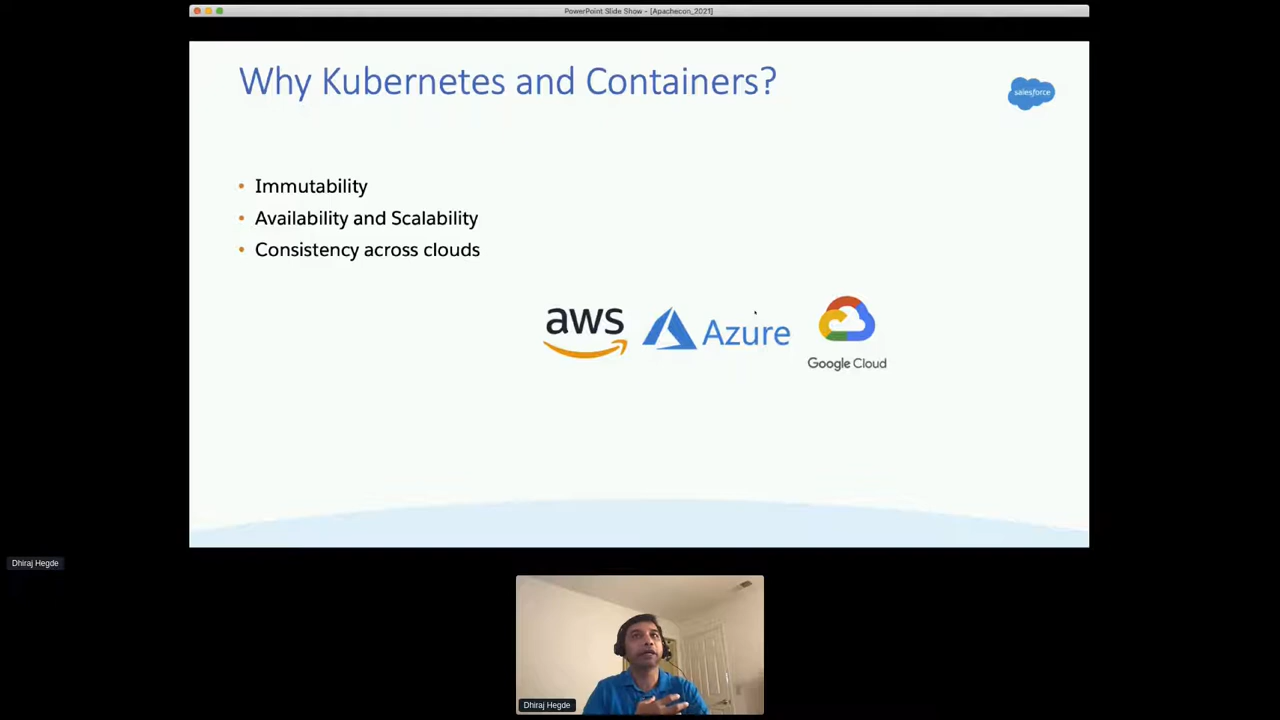 PowerPoint Slide Show - [Apachecon_2021]
Why Kubernetes and Containers?
salesforce
• Immutability
• Availability and Scalability
• Consistency across clouds
aws
Azure
Google Cloud
Dhiraj Hegde
Dhiraj Hegde